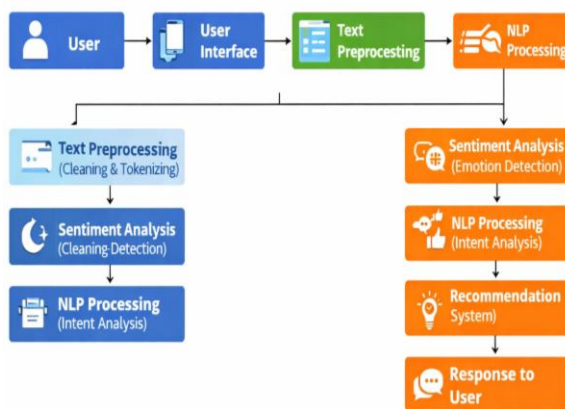 User
User
Interface
Text
Preprocesting
NLP
Processing
Text Preprocessing
(Cleaning & Tokenizing)
Sentiment Analysis
(Cleaning Detection)
NLP Processing
(Intent Analysis)
Sentiment Analysis
(Emotion Detection)
NLP Processing
(Intent Analysis)
Recommendation
System)
Response to
User